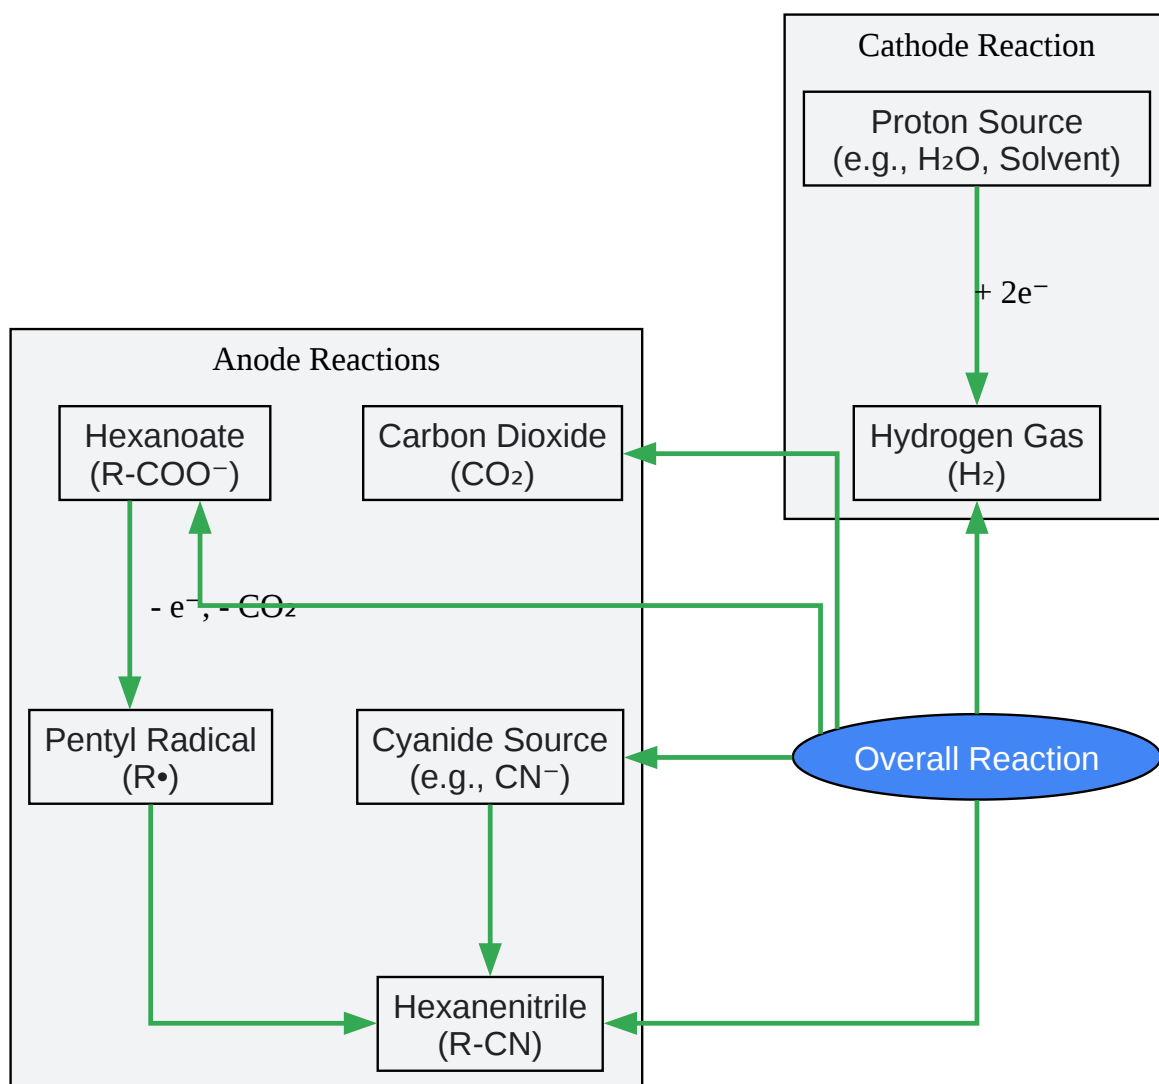 Cathode Reaction
Proton Source
(e.g., H₂O, Solvent)
+ 2e⁻
Hydrogen Gas
(H₂)
Anode Reactions
Hexanoate
(R-COO⁻)
Carbon Dioxide
(CO₂)
- e⁻, - CO₂
Pentyl Radical
(R•)
Cyanide Source
(e.g., CN⁻)
Overall Reaction
Hexanenitrile
(R-CN)